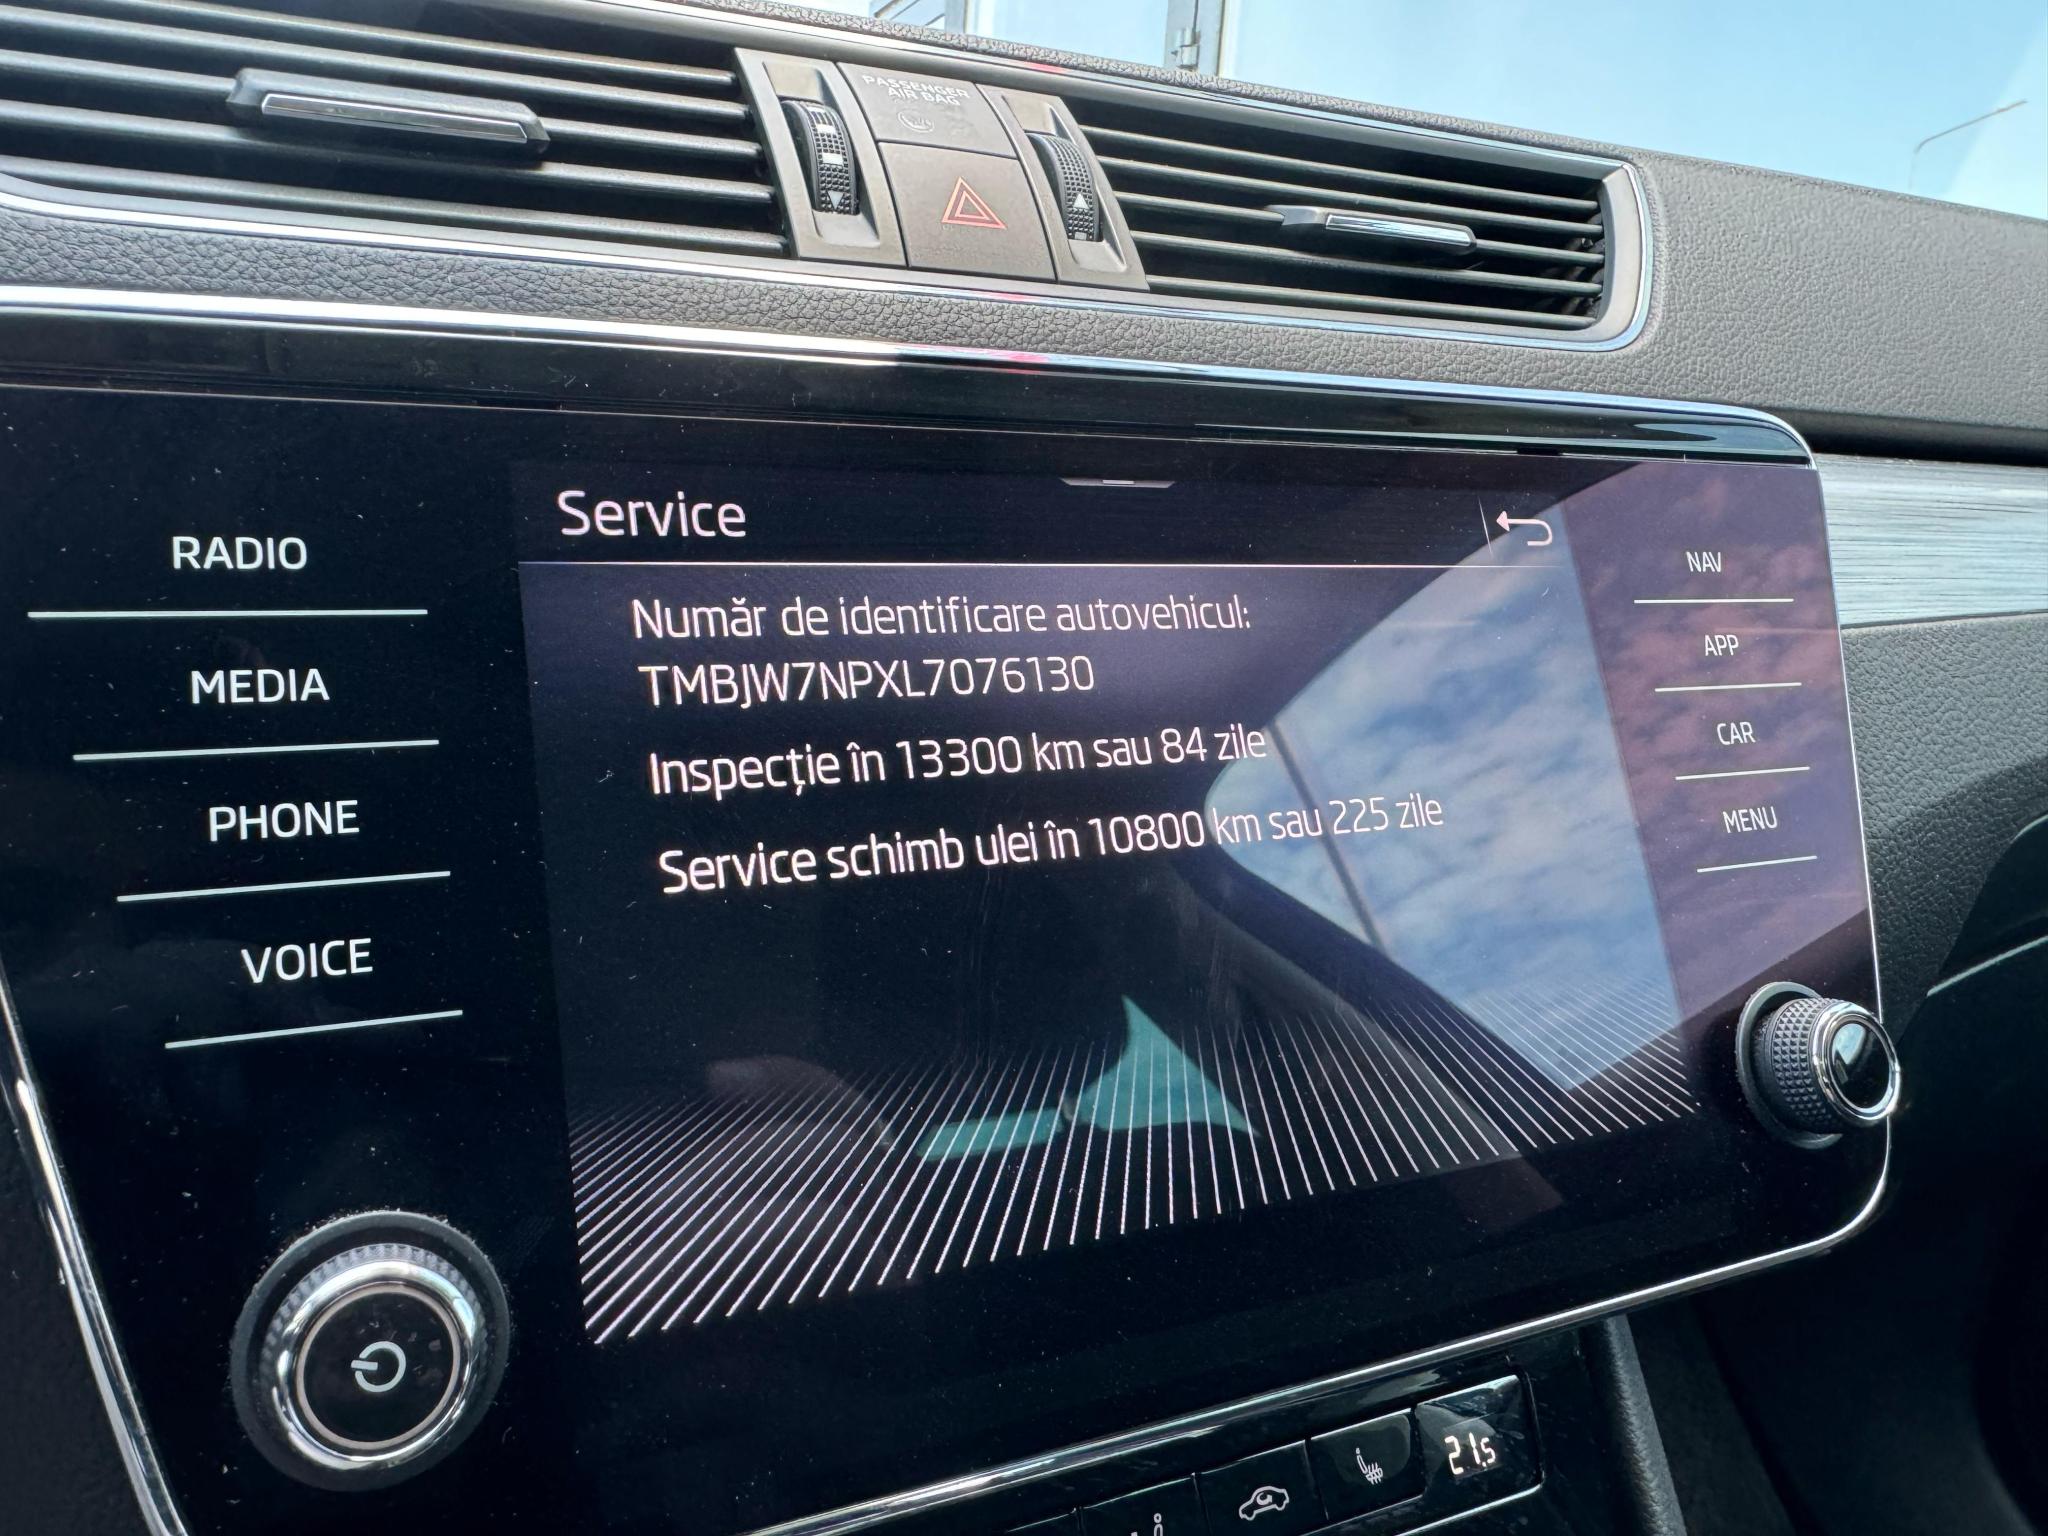 PASSENGER
AIR BAG
Service
RADIO
MEDIA
PHONE
VOICE
Număr de identificare autovehicul:
TMBJW7NPXL7076130
Inspecție în 13300 km sau 84 zile
Service schimb ulei în 10800 km sau 225 zile
NAV
APP
CAR
MENU
21,5